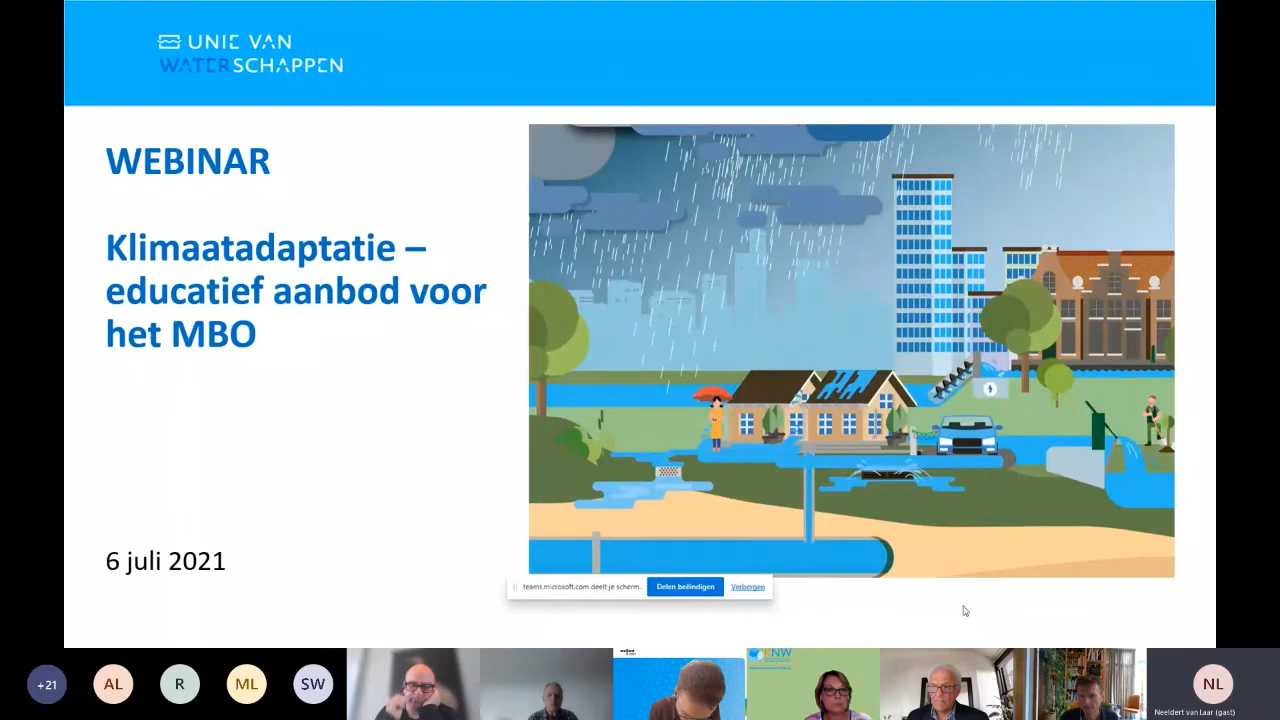 UNIE VAN
WATERSCHAPPEN
WEBINAR
Klimaatadaptatie –
educatief aanbod voor
het MBO
6 juli 2021
teams.microsoft.com deelt je scherm.
Delen beëindigen
Verbergen
+21
AL
R
ML
SW
KNW
NL
Neeldert van Laar (gast)